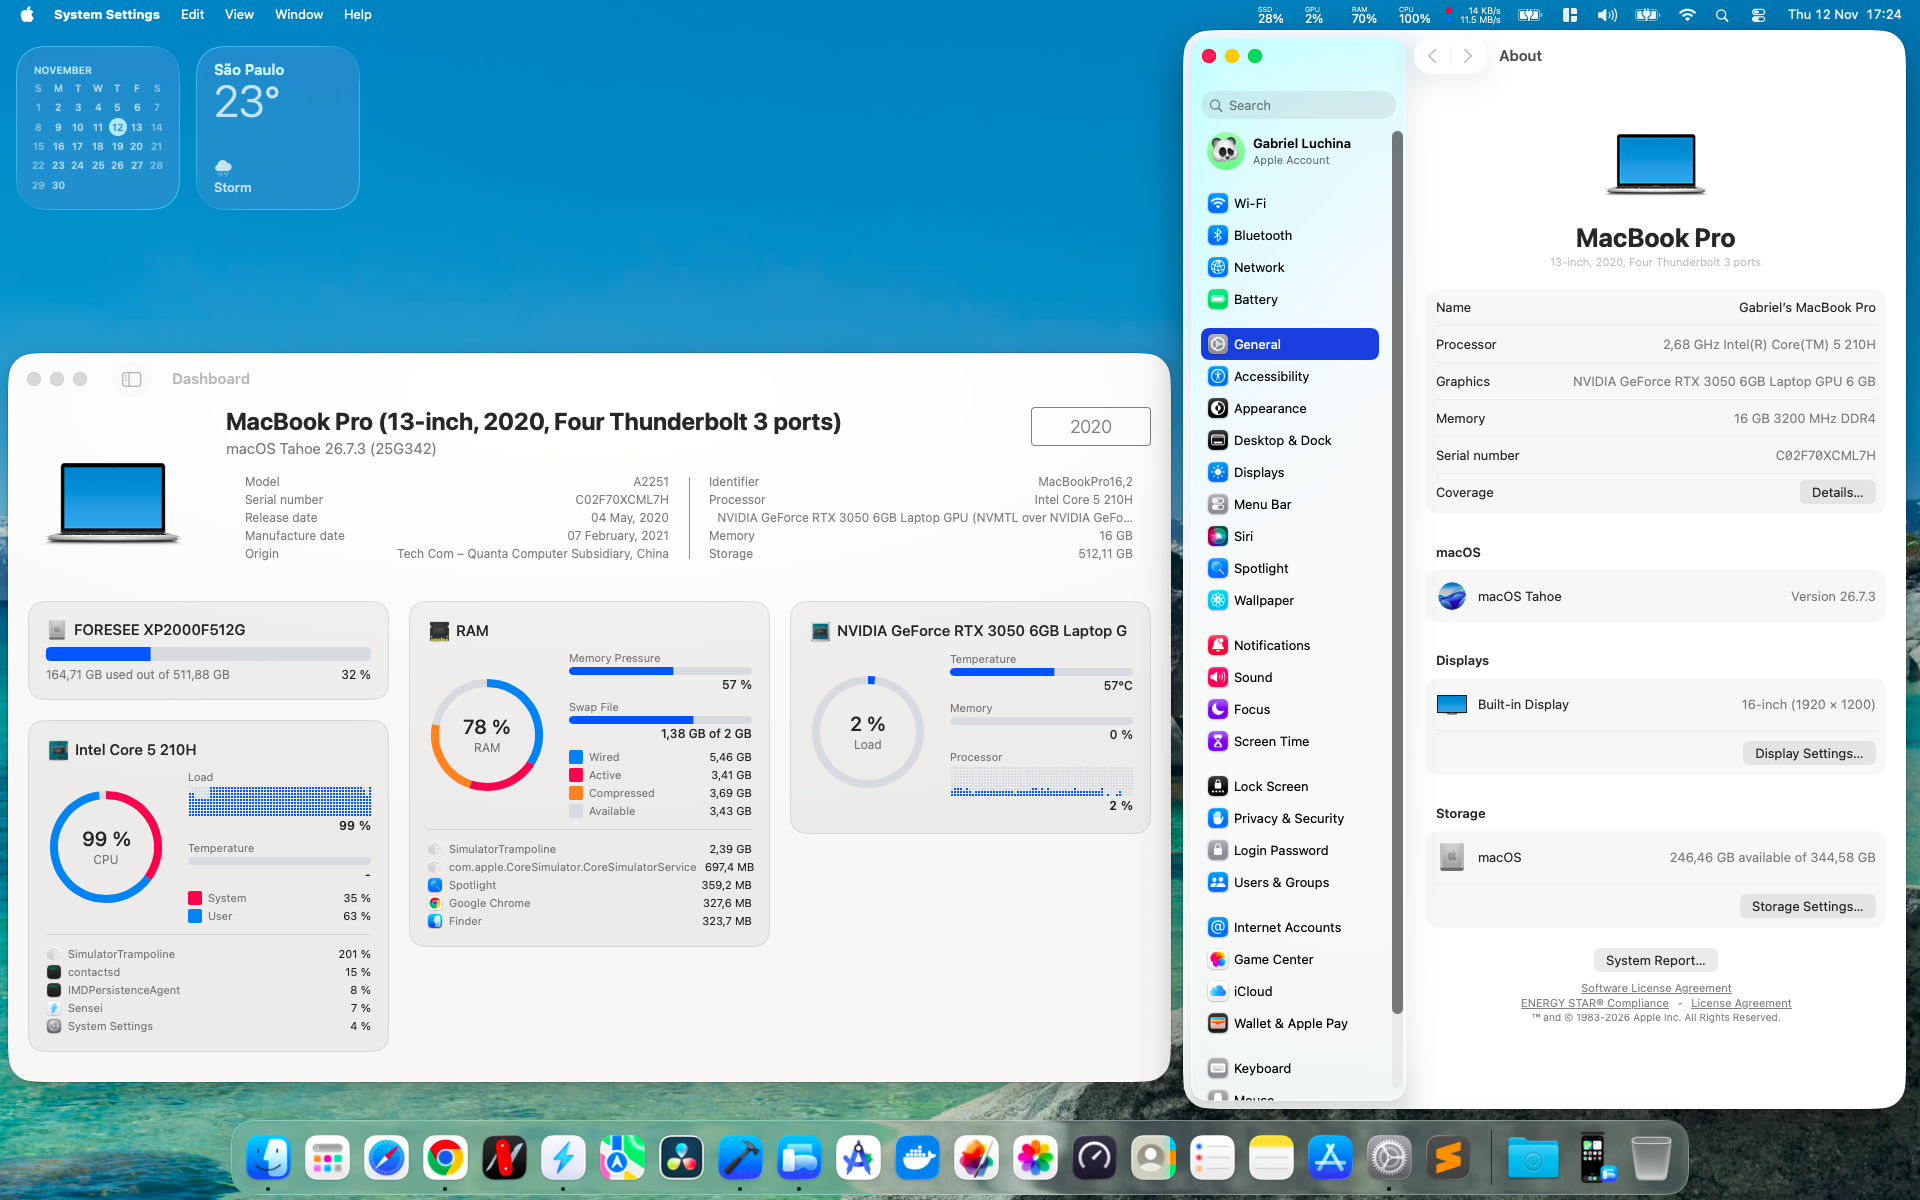 System Settings Edit View Window Help
SSD 28% GPU 2% RAM 70% CPU 100% 14 KB/s 11.5 MB/s Thu 12 Nov 17:24
NOVEMBER
S M T W T F S
1 2 3 4 5 6 7
8 9 10 11 12 13 14
15 16 17 18 19 20 21
22 23 24 25 26 27 28
29 30
São Paulo
23°
Storm
Dashboard
MacBook Pro (13-inch, 2020, Four Thunderbolt 3 ports)
macOS Tahoe 26.7.3 (25G342)
2020
Model A2251
Serial number C02F70XCML7H
Release date 04 May, 2020
Manufacture date 07 February, 2021
Origin Tech Com – Quanta Computer Subsidiary, China
Identifier MacBookPro16,2
Processor Intel Core 5 210H
NVIDIA GeForce RTX 3050 6GB Laptop GPU (NVMTL over NVIDIA GeFo...
Memory 16 GB
Storage 512,11 GB
FORESEE XP2000F512G
164,71 GB used out of 511,88 GB 32 %
Intel Core 5 210H
99 %
CPU
Load
99 %
Temperature
-
System 35 %
User 63 %
SimulatorTrampoline 201 %
contactsd 15 %
IMDPersistenceAgent 8 %
Sensei 7 %
System Settings 4 %
RAM
78 %
RAM
Memory Pressure
57 %
Swap File
1,38 GB of 2 GB
Wired 5,46 GB
Active 3,41 GB
Compressed 3,69 GB
Available 3,43 GB
SimulatorTrampoline 2,39 GB
com.apple.CoreSimulator.CoreSimulatorService 697,4 MB
Spotlight 359,2 MB
Google Chrome 327,6 MB
Finder 323,7 MB
NVIDIA GeForce RTX 3050 6GB Laptop G
2 %
Load
Temperature
57°C
Memory
0 %
Processor
2 %
Search
Gabriel Luchina
Apple Account
Wi-Fi
Bluetooth
Network
Battery
General
Accessibility
Appearance
Desktop & Dock
Displays
Menu Bar
Siri
Spotlight
Wallpaper
Notifications
Sound
Focus
Screen Time
Lock Screen
Privacy & Security
Login Password
Users & Groups
Internet Accounts
Game Center
iCloud
Wallet & Apple Pay
Keyboard
Mouse
About
MacBook Pro
13-inch, 2020, Four Thunderbolt 3 ports
Name Gabriel's MacBook Pro
Processor 2,68 GHz Intel(R) Core(TM) 5 210H
Graphics NVIDIA GeForce RTX 3050 6GB Laptop GPU 6 GB
Memory 16 GB 3200 MHz DDR4
Serial number C02F70XCML7H
Coverage Details...
macOS
macOS Tahoe Version 26.7.3
Displays
Built-in Display 16-inch (1920 × 1200)
Display Settings...
Storage
macOS 246,46 GB available of 344,58 GB
Storage Settings...
System Report...
Software License Agreement
ENERGY STAR® Compliance - License Agreement
™ and © 1983-2026 Apple Inc. All Rights Reserved.